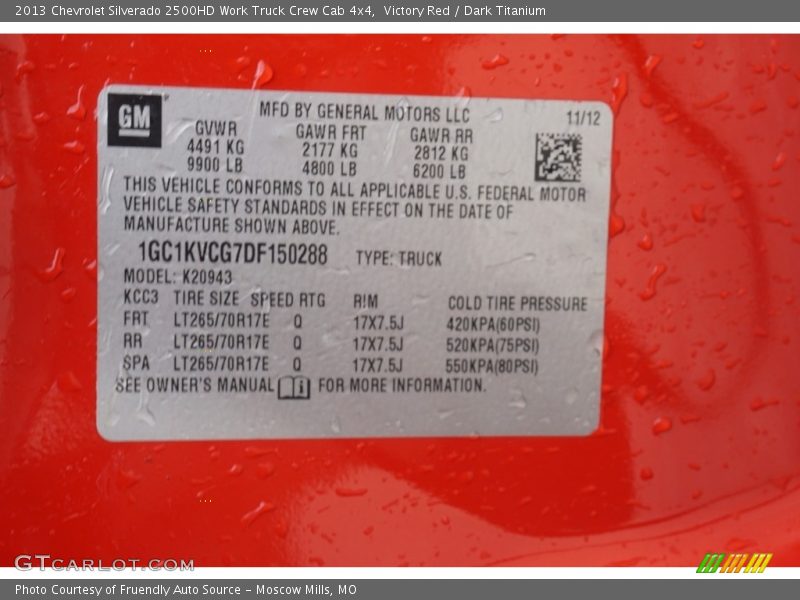 2013 Chevrolet Silverado 2500HD Work Truck Crew Cab 4x4, Victory Red / Dark Titanium
GM
MFD BY GENERAL MOTORS LLC 11/12
GVWR GAWR FRT GAWR RR
4491 KG 2177 KG 2812 KG
9900 LB 4800 LB 6200 LB
THIS VEHICLE CONFORMS TO ALL APPLICABLE U.S. FEDERAL MOTOR
VEHICLE SAFETY STANDARDS IN EFFECT ON THE DATE OF
MANUFACTURE SHOWN ABOVE.
1GC1KVCG7DF150288 TYPE: TRUCK
MODEL: K20943
KCC3 TIRE SIZE SPEED RTG RIM COLD TIRE PRESSURE
FRT LT265/70R17E Q 17X7.5J 420KPA(60PSI)
RR LT265/70R17E Q 17X7.5J 520KPA(75PSI)
SPA LT265/70R17E Q 17X7.5J 550KPA(80PSI)
SEE OWNER'S MANUAL i FOR MORE INFORMATION.
GTCarLot.com
Photo Courtesy of Fruendly Auto Source - Moscow Mills, MO